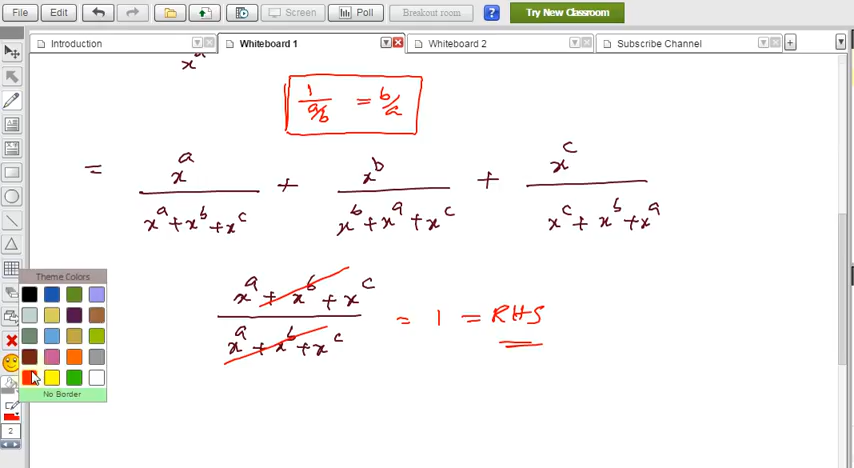 File Edit Screen Poll Breakout room ? Try New Classroom
Introduction Whiteboard 1 Whiteboard 2 Subscribe Channel +
x^a
1/(a/b) = b/a
= x^a/(x^a+x^b+x^c) + x^b/(x^b+x^a+x^c) + x^c/(x^c+x^b+x^a)
Theme Colors
(x^a+x^b+x^c)/(x^a+x^b+x^c) = 1 = RHS
No Border
2